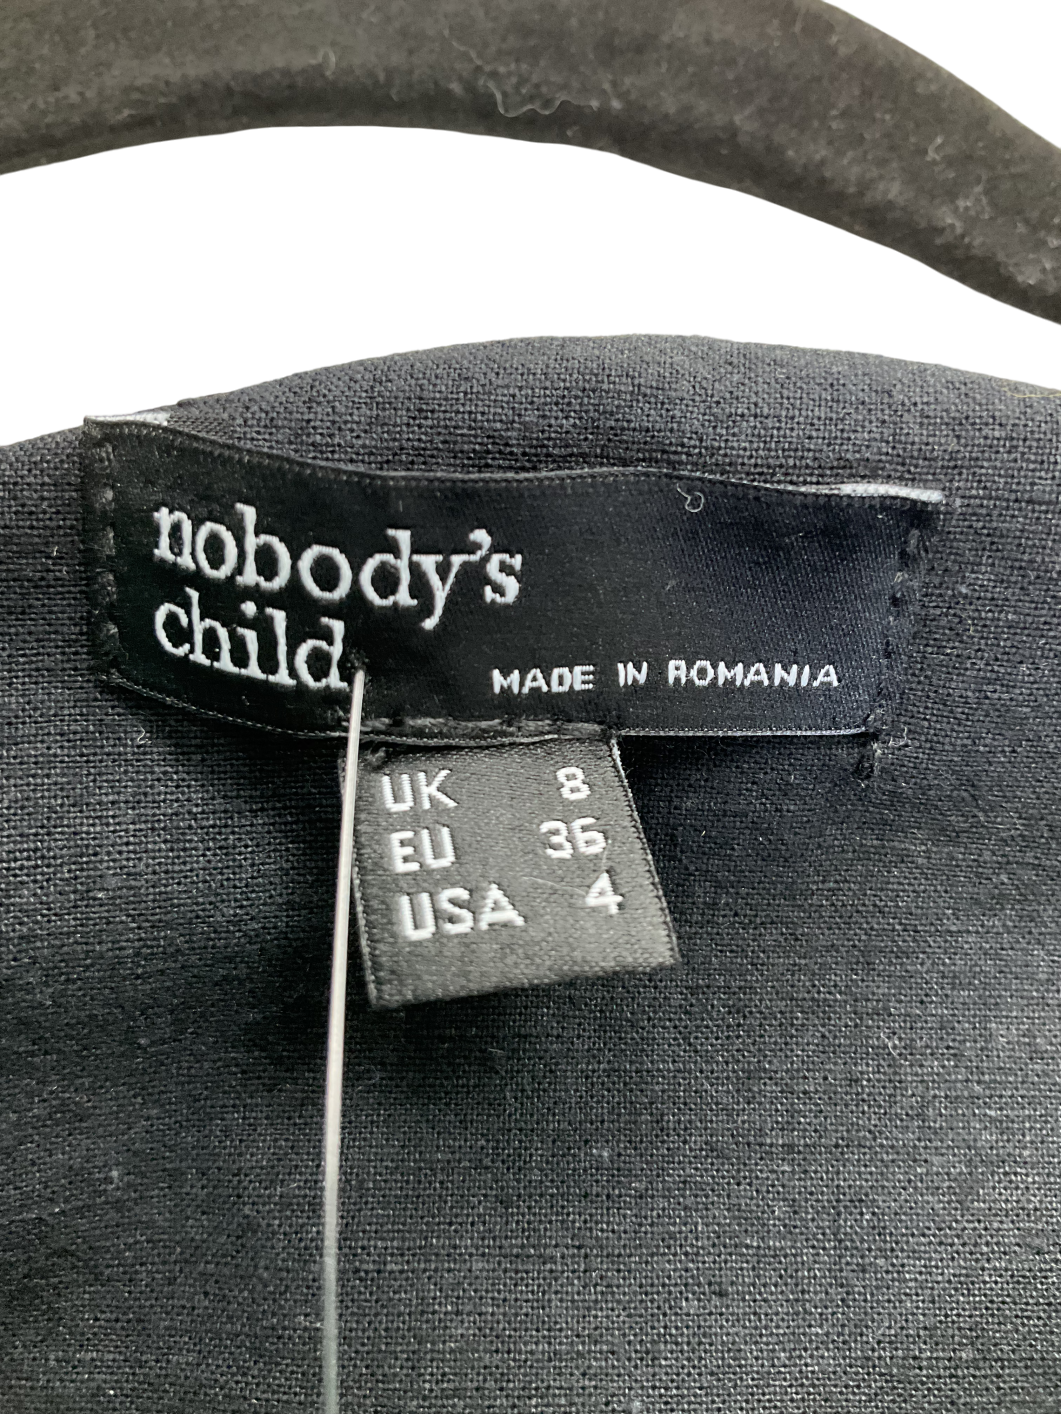 nobody's
child
MADE IN ROMANIA
UK 8
EU 36
USA 4